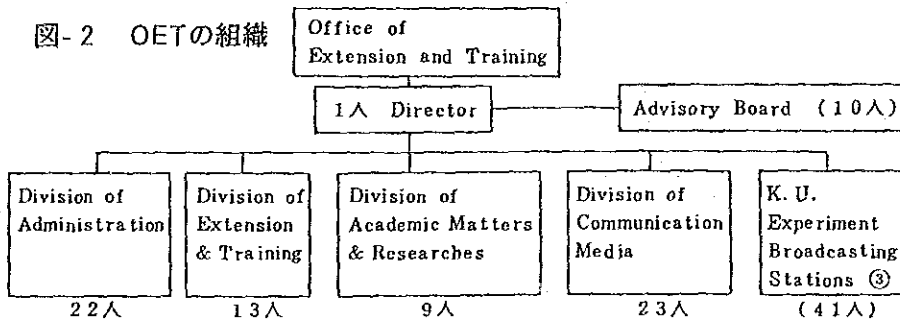 図-2 OETの組織
Office of
Extension and Training
1人 Director
Advisory Board (10人)
Division of
Administration
Division of
Extension
& Training
Division of
Academic Matters
& Researches
Division of
Communication
Media
K. U.
Experiment
Broadcasting
Stations ③
22人
13人
9人
23人
(41人)